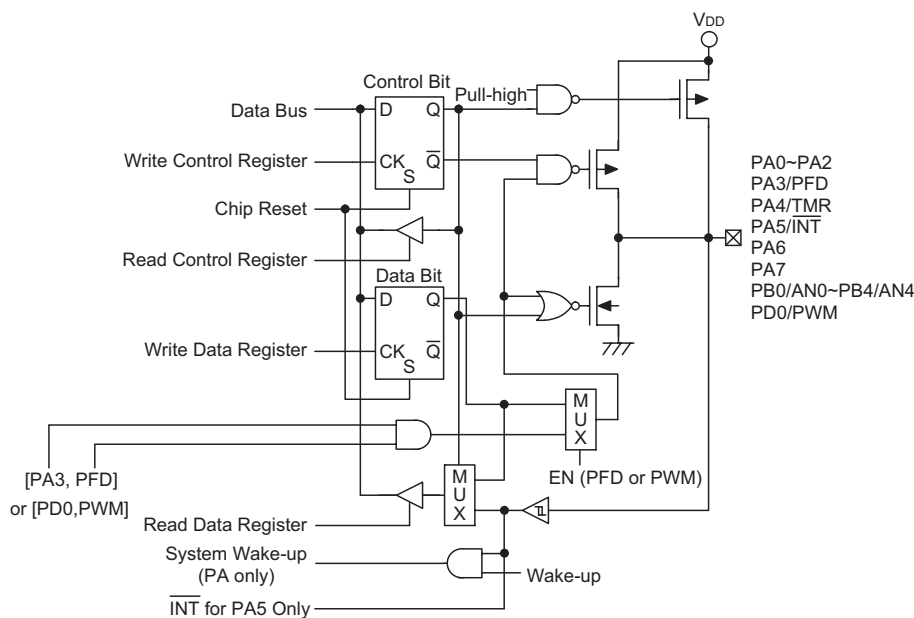 VDD
Control Bit
Pull-high
Data Bus
D
Q
Write Control Register
CK
Q̅
S
Chip Reset
Read Control Register
Data Bit
D
Q
Write Data Register
CK
Q̅
S
PA0~PA2
PA3/PFD
PA4/TMR
PA5/I̅N̅T̅
PA6
PA7
PB0/AN0~PB4/AN4
PD0/PWM
M
U
X
[PA3, PFD]
or [PD0,PWM]
EN (PFD or PWM)
M
U
X
Read Data Register
System Wake-up
(PA only)
Wake-up
I̅N̅T̅ for PA5 Only